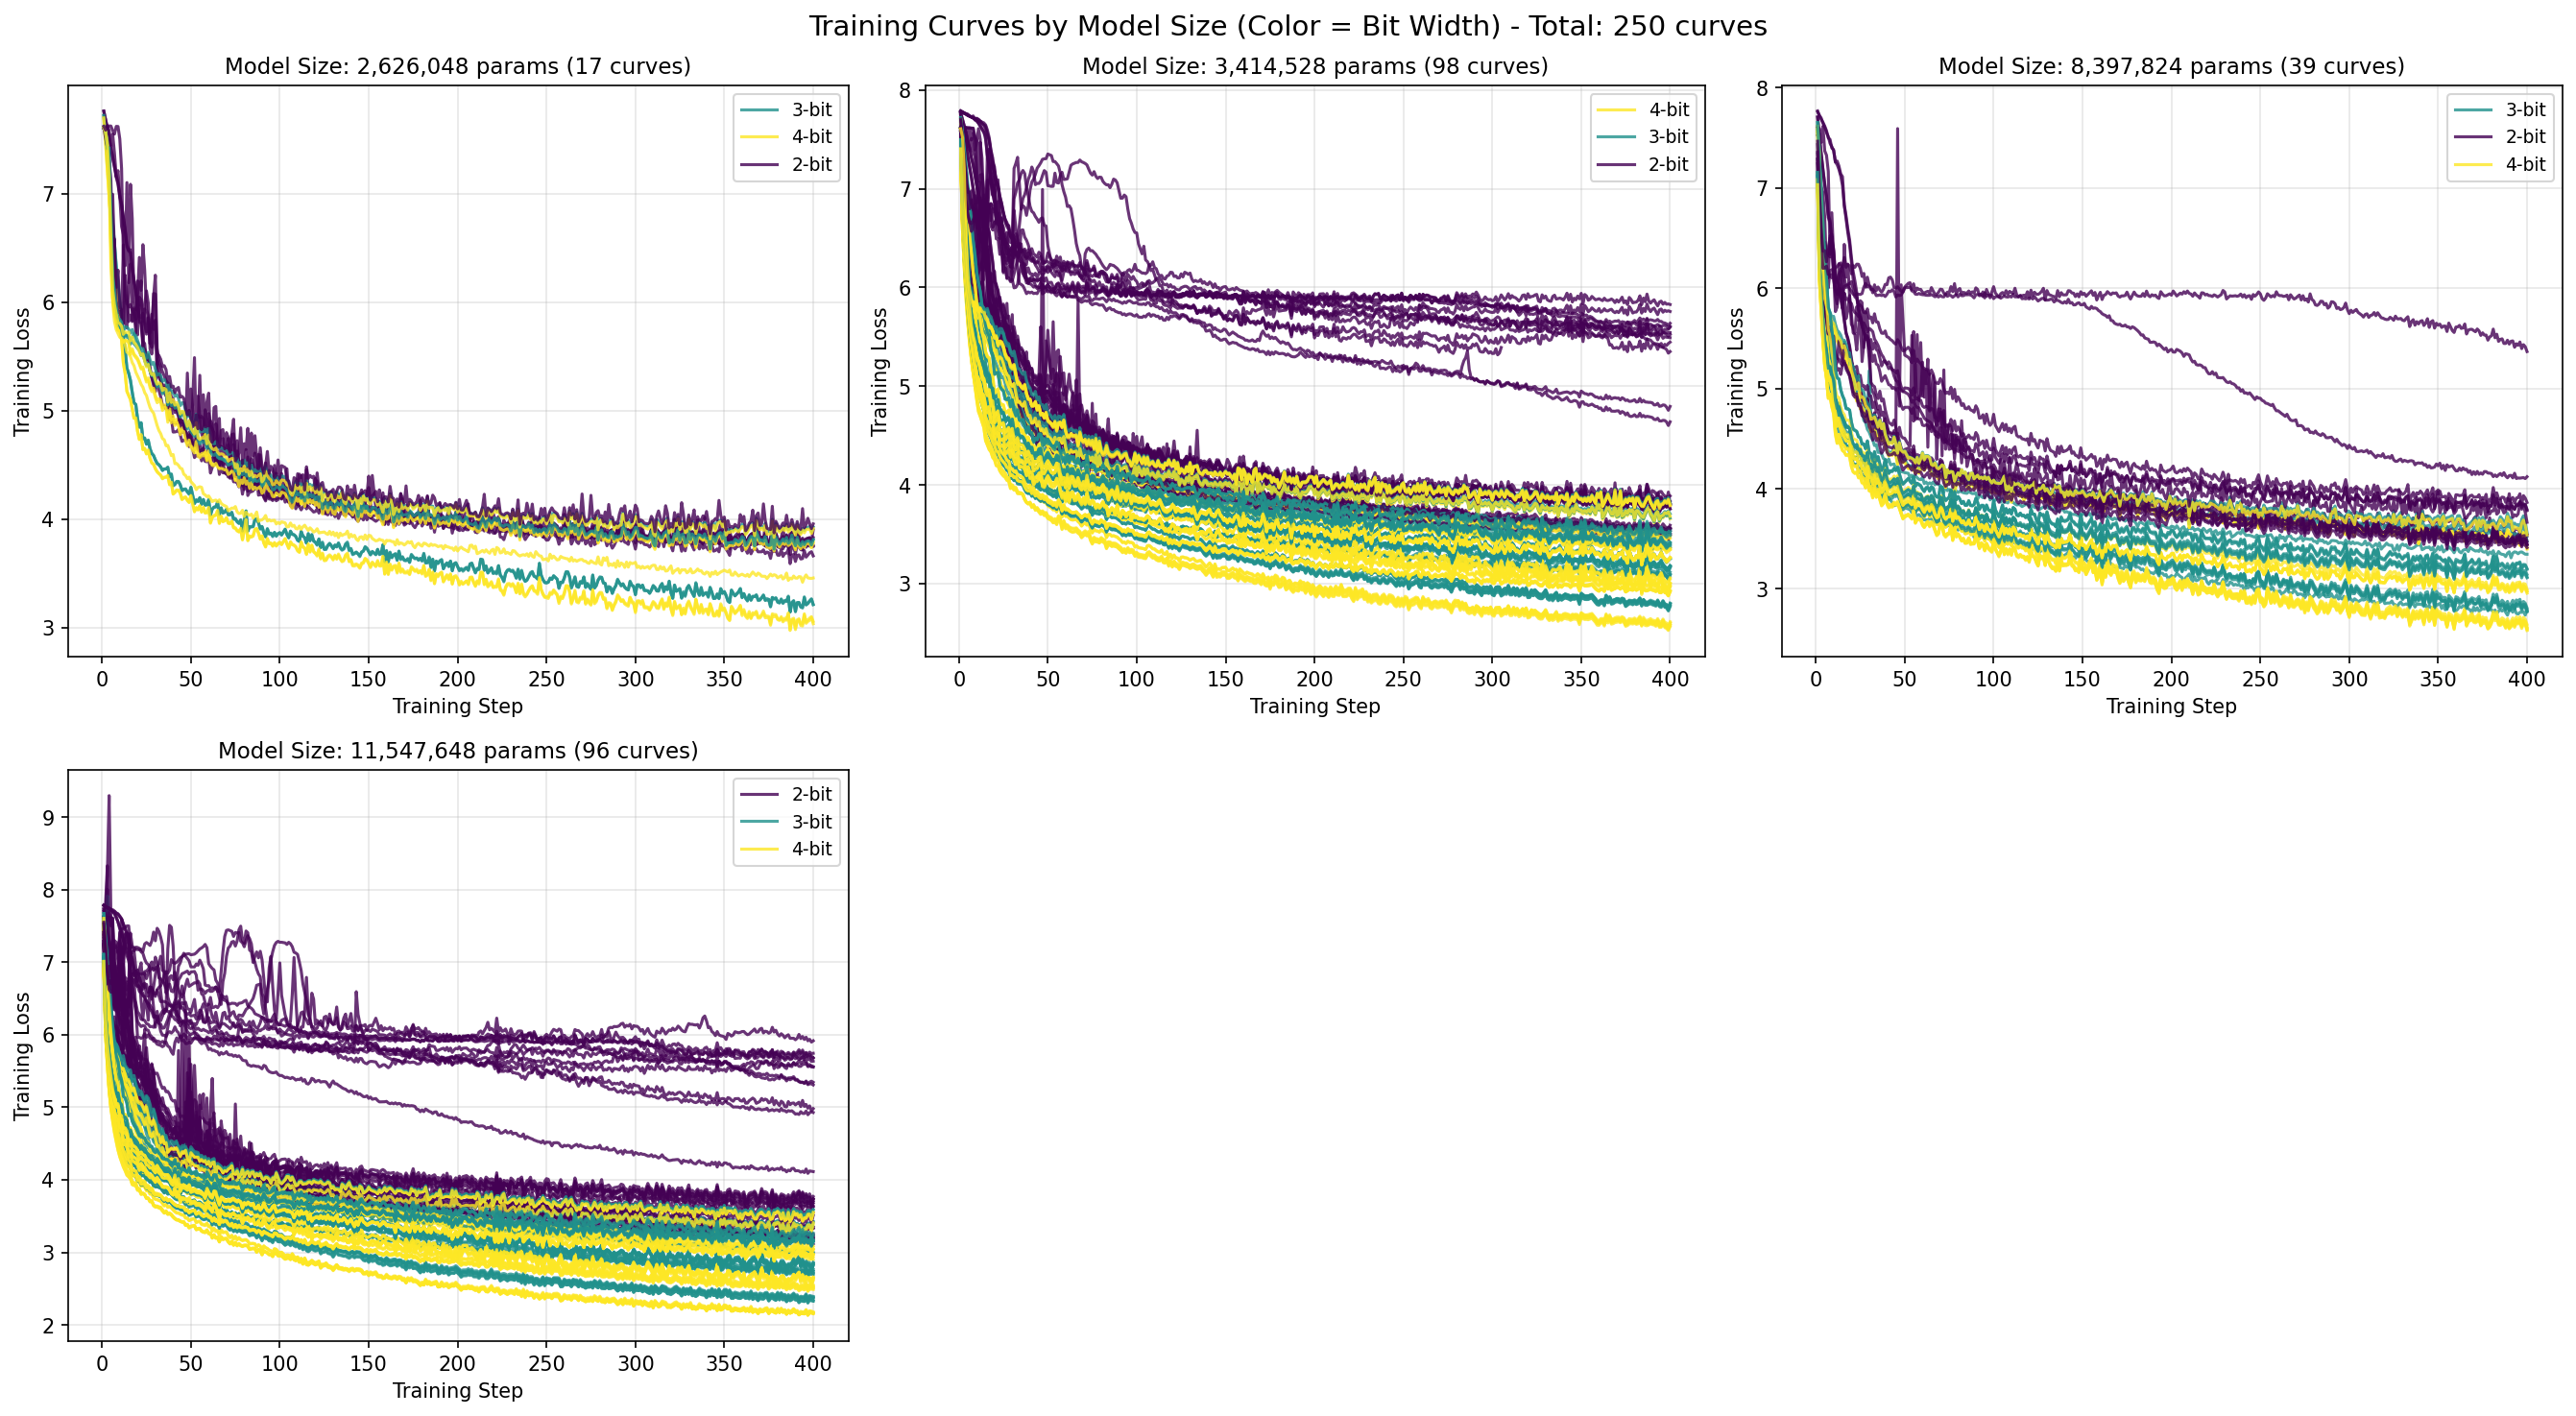 Training Curves by Model Size (Color = Bit Width) - Total: 250 curves
Model Size: 2,626,048 params (17 curves)
3-bit
4-bit
2-bit
7
6
5
4
3
Training Loss
0 50 100 150 200 250 300 350 400
Training Step
Model Size: 3,414,528 params (98 curves)
4-bit
3-bit
2-bit
8
7
6
5
4
3
Training Loss
0 50 100 150 200 250 300 350 400
Training Step
Model Size: 8,397,824 params (39 curves)
3-bit
2-bit
4-bit
8
7
6
5
4
3
Training Loss
0 50 100 150 200 250 300 350 400
Training Step
Model Size: 11,547,648 params (96 curves)
2-bit
3-bit
4-bit
9
8
7
6
5
4
3
2
Training Loss
0 50 100 150 200 250 300 350 400
Training Step